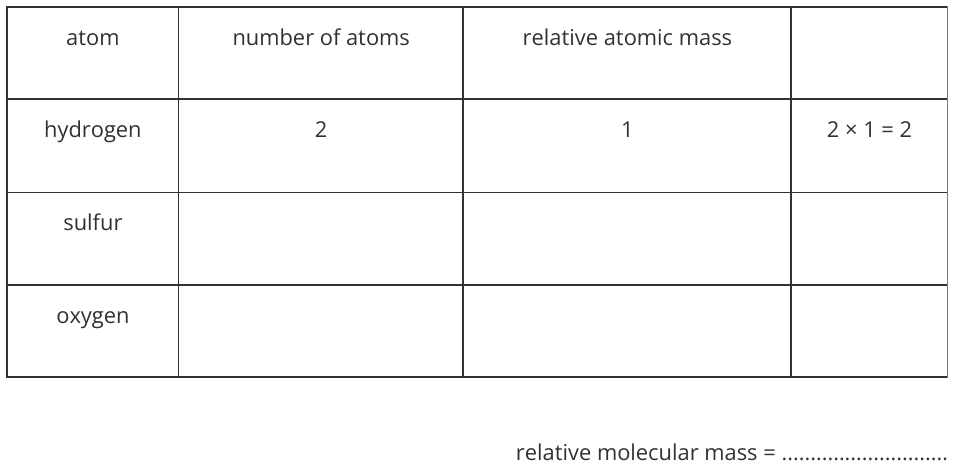 atom number of atoms relative atomic mass
hydrogen 2 1 2 × 1 = 2
sulfur
oxygen
relative molecular mass = .............................